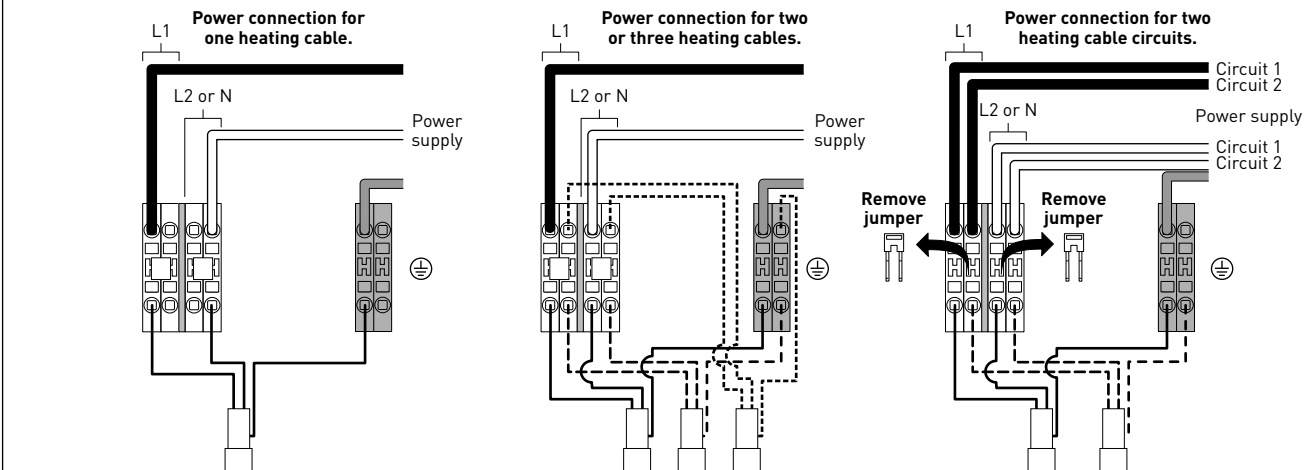 Power connection for
one heating cable.
L1
L2 or N
Power
supply
Power connection for two
or three heating cables.
L1
L2 or N
Power
supply
Power connection for two
heating cable circuits.
L1
Circuit 1
Circuit 2
L2 or N
Power supply
Circuit 1
Circuit 2
Remove
jumper
Remove
jumper